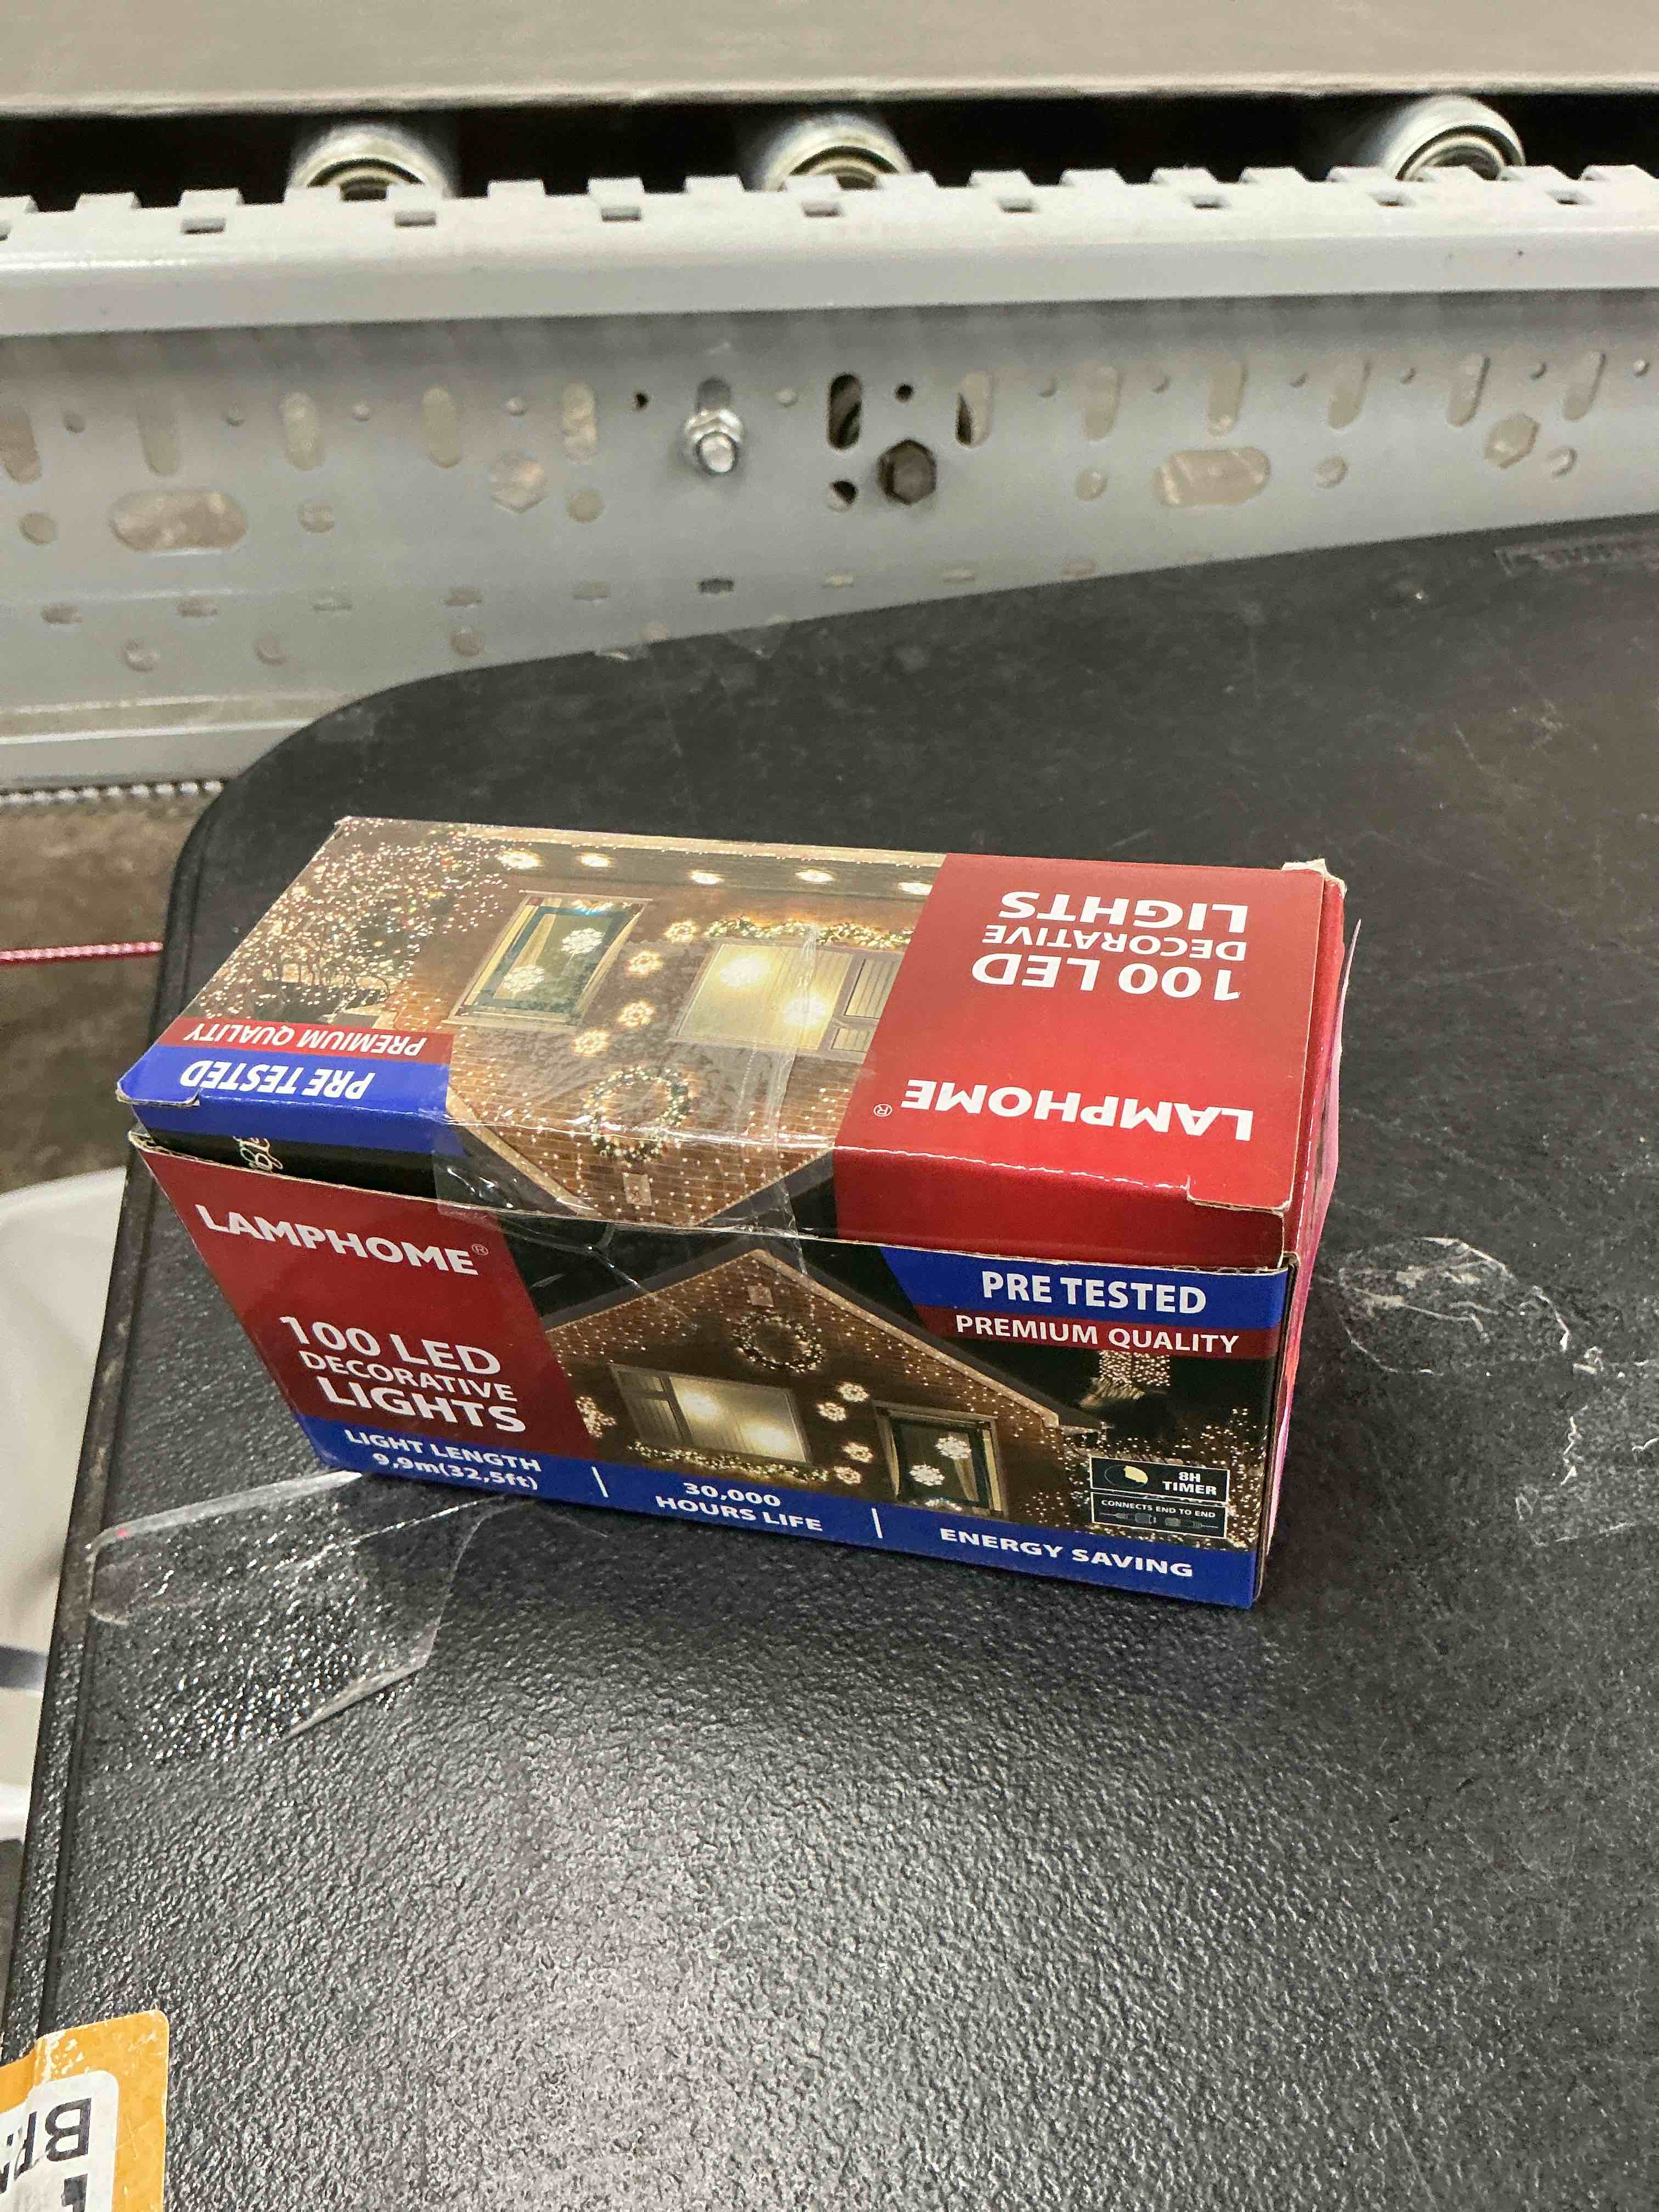 100 LED
DECORATIVE
LIGHTS
LAMPHOME®
PREMIUM QUALITY
PRE TESTED
LAMPHOME®
100 LED
DECORATIVE
LIGHTS
PRE TESTED
PREMIUM QUALITY
8H
TIMER
CONNECTS END TO END
LIGHT LENGTH
9,9m(32,5ft)
30,000
HOURS LIFE
ENERGY SAVING